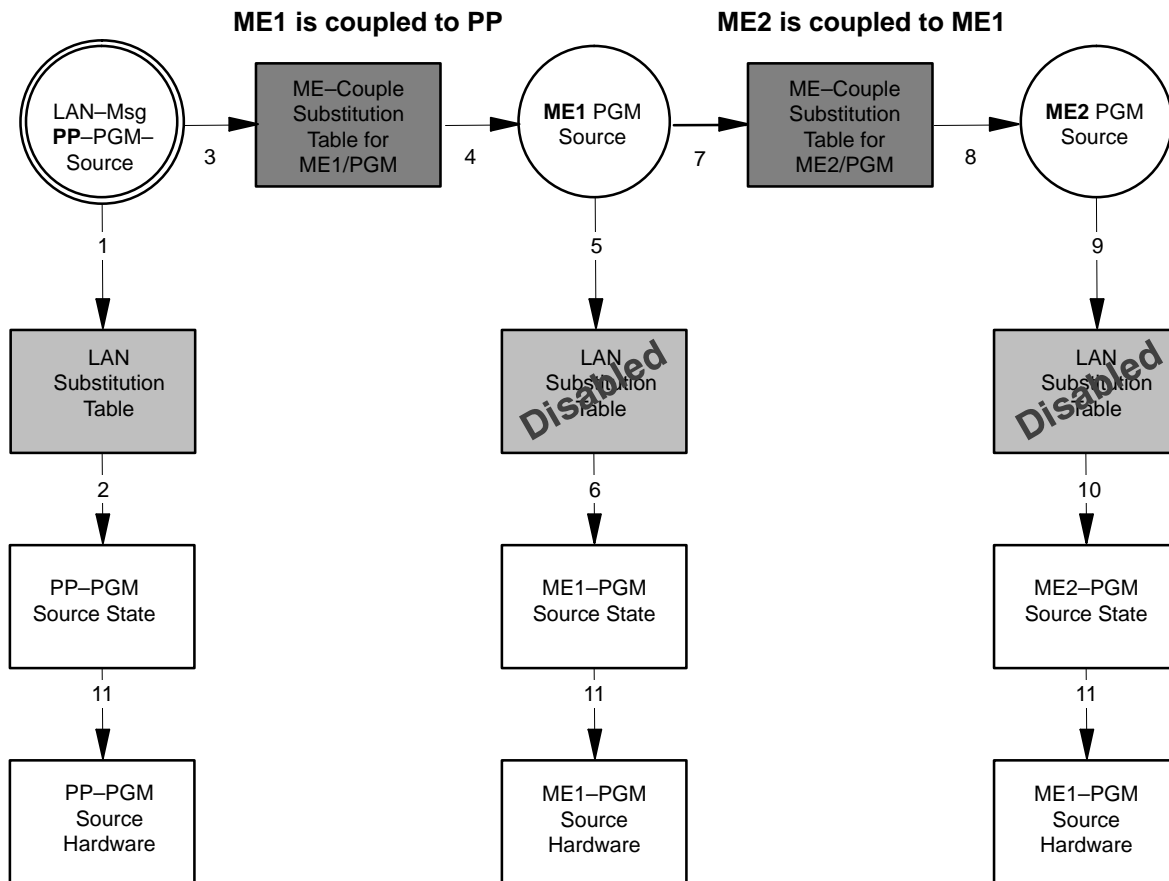 ME1 is coupled to PP
ME2 is coupled to ME1
LAN–Msg
PP–PGM–
Source
3
ME–Couple
Substitution
Table for
ME1/PGM
4
ME1 PGM
Source
7
ME–Couple
Substitution
Table for
ME2/PGM
8
ME2 PGM
Source
1
5
9
LAN
Substitution
Table
LAN
Substitution
Table
Disabled
LAN
Substitution
Table
Disabled
2
6
10
PP–PGM
Source State
ME1–PGM
Source State
ME2–PGM
Source State
11
11
11
PP–PGM
Source
Hardware
ME1–PGM
Source
Hardware
ME1–PGM
Source
Hardware